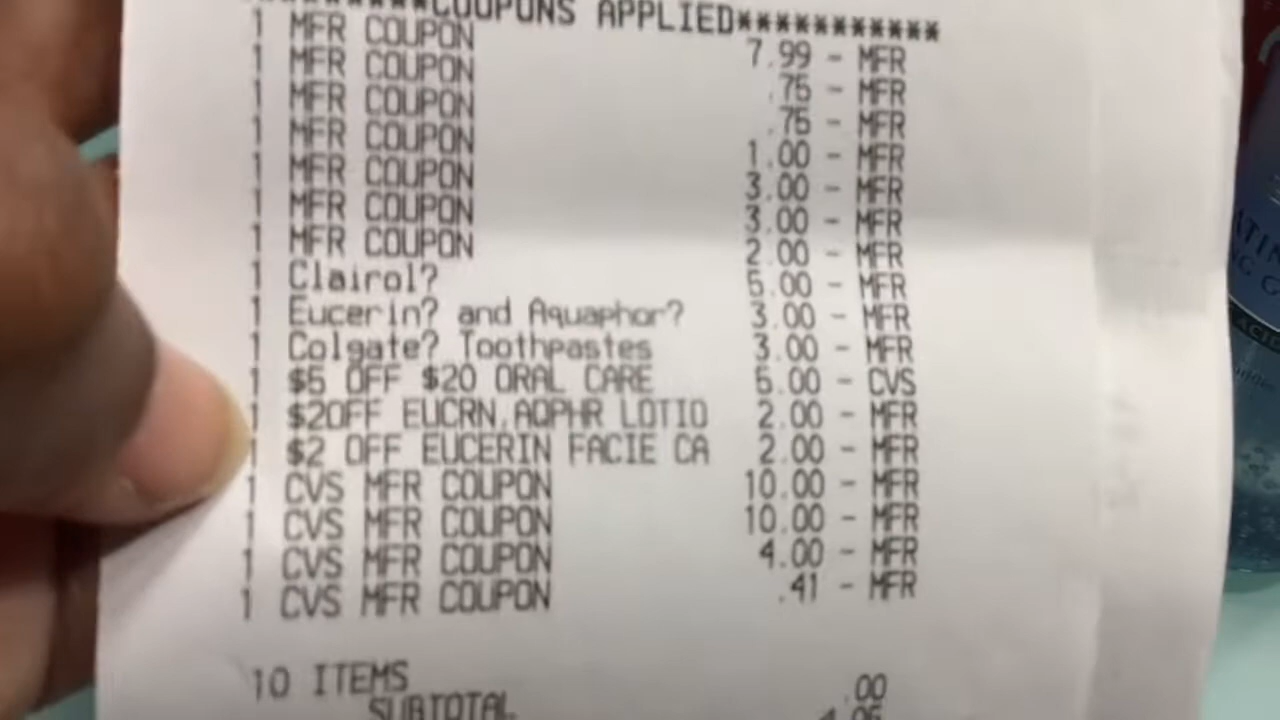 ***********COUPONS APPLIED***********
1 MFR COUPON 7.99 - MFR
1 MFR COUPON .75 - MFR
1 MFR COUPON .75 - MFR
1 MFR COUPON 1.00 - MFR
1 MFR COUPON 3.00 - MFR
1 MFR COUPON 3.00 - MFR
1 MFR COUPON 2.00 - MFR
1 Clairol? 5.00 - MFR
1 Eucerin? and Aquaphor? 3.00 - MFR
1 Colgate? Toothpastes 3.00 - MFR
1 $5 OFF $20 ORAL CARE 5.00 - CVS
1 $2OFF EUCRN,AQPHR LOTIO 2.00 - MFR
1 $2 OFF EUCERIN FACIE CA 2.00 - MFR
1 CVS MFR COUPON 10.00 - MFR
1 CVS MFR COUPON 10.00 - MFR
1 CVS MFR COUPON 4.00 - MFR
1 CVS MFR COUPON .41 - MFR
10 ITEMS
SUBTOTAL .00